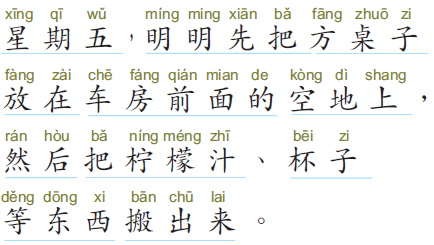 xīng qī wǔ míng ming xiān bǎ fāng zhuō zi
星期五，明明先把方桌子
fàng zài chē fáng qián mian de kòng dì shang
放在车房前面的空地上，
rán hòu bǎ níng méng zhī bēi zi
然后把柠檬汁、杯子
děng dōng xi bān chū lai
等东西搬出来。